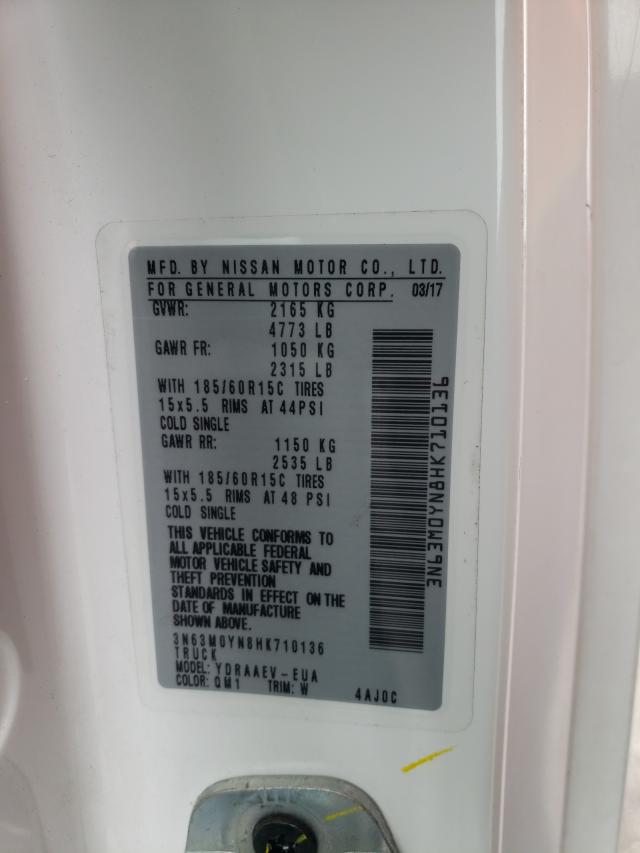 MFD. BY NISSAN MOTOR CO., LTD.
FOR GENERAL MOTORS CORP. 03/17
GVWR: 2165 KG
4773 LB
GAWR FR: 1050 KG
2315 LB
WITH 185/60R15C TIRES
15x5.5 RIMS AT 44PSI
COLD SINGLE
GAWR RR: 1150 KG
2535 LB
WITH 185/60R15C TIRES
15x5.5 RIMS AT 48 PSI
COLD SINGLE
THIS VEHICLE CONFORMS TO
ALL APPLICABLE FEDERAL
MOTOR VEHICLE SAFETY AND
THEFT PREVENTION
STANDARDS IN EFFECT ON THE
DATE OF MANUFACTURE
SHOWN ABOVE.
3N63M0YN8HK710136
TRUCK
MODEL: YDRAAEV-EUA
COLOR: QM1 TRIM: W 4AJ0C
3N63M0YN8HK710136